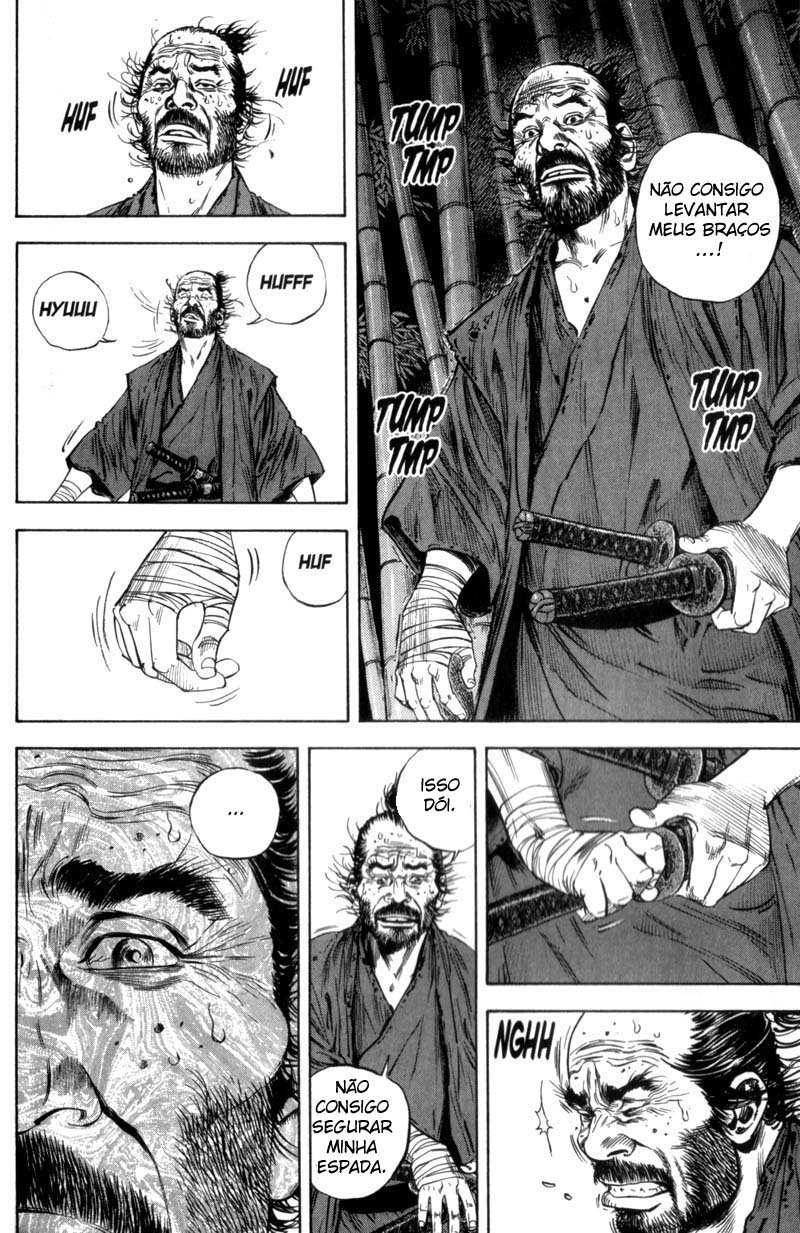 NÃO CONSIGO
LEVANTAR
MEUS BRAÇOS
...!
TUMP
TMP
TUMP
TMP
TUMP
TMP
HUF
HUF
HUFFF
HYUUU
HUF
NGHH
ISSO
DÓI.
NÃO
CONSIGO
SEGURAR
MINHA
ESPADA.
...